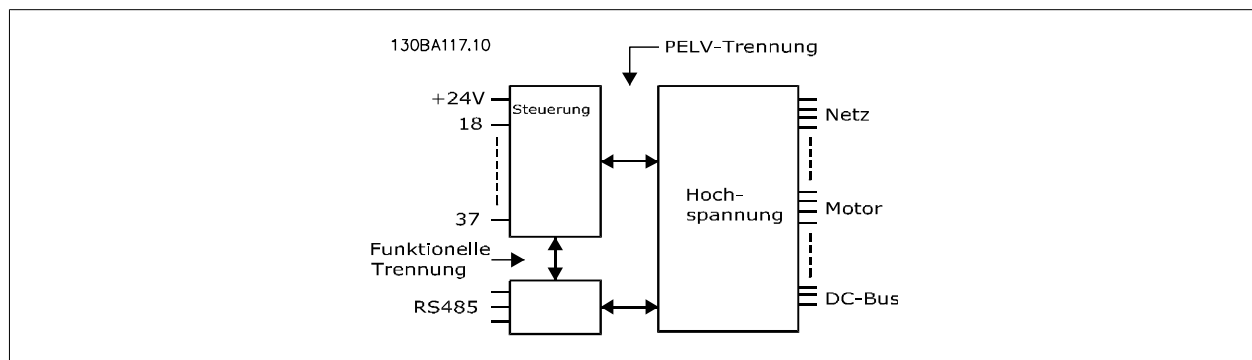 130BA117.10
PELV-Trennung
+24V
Steuerung
18
37
Netz
Hoch-
spannung
Motor
Funktionelle
Trennung
RS485
DC-Bus